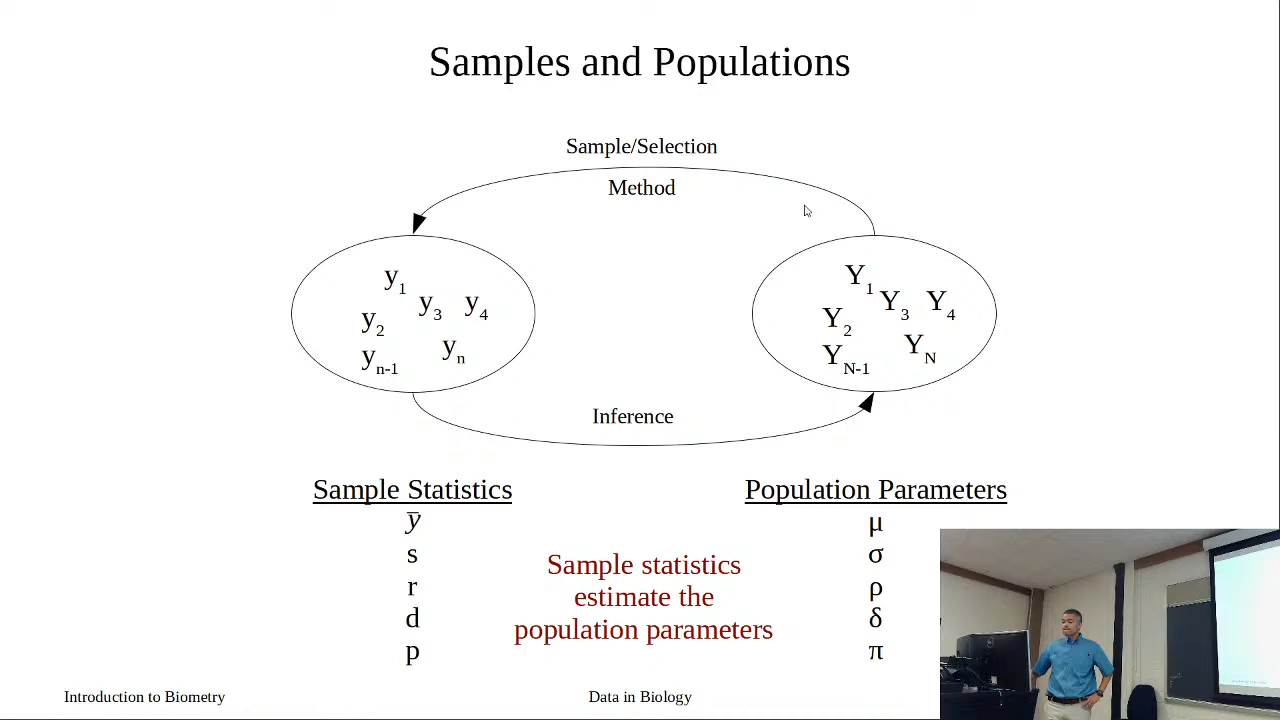 Samples and Populations
Sample/Selection
Method
y1
y3 y4
y2
yn-1
yn
Y1
Y3 Y4
Y2
YN-1
YN
Inference
Sample Statistics
ȳ
s
r
d
p
Sample statistics
estimate the
population parameters
Population Parameters
μ
σ
ρ
δ
π
Introduction to Biometry
Data in Biology